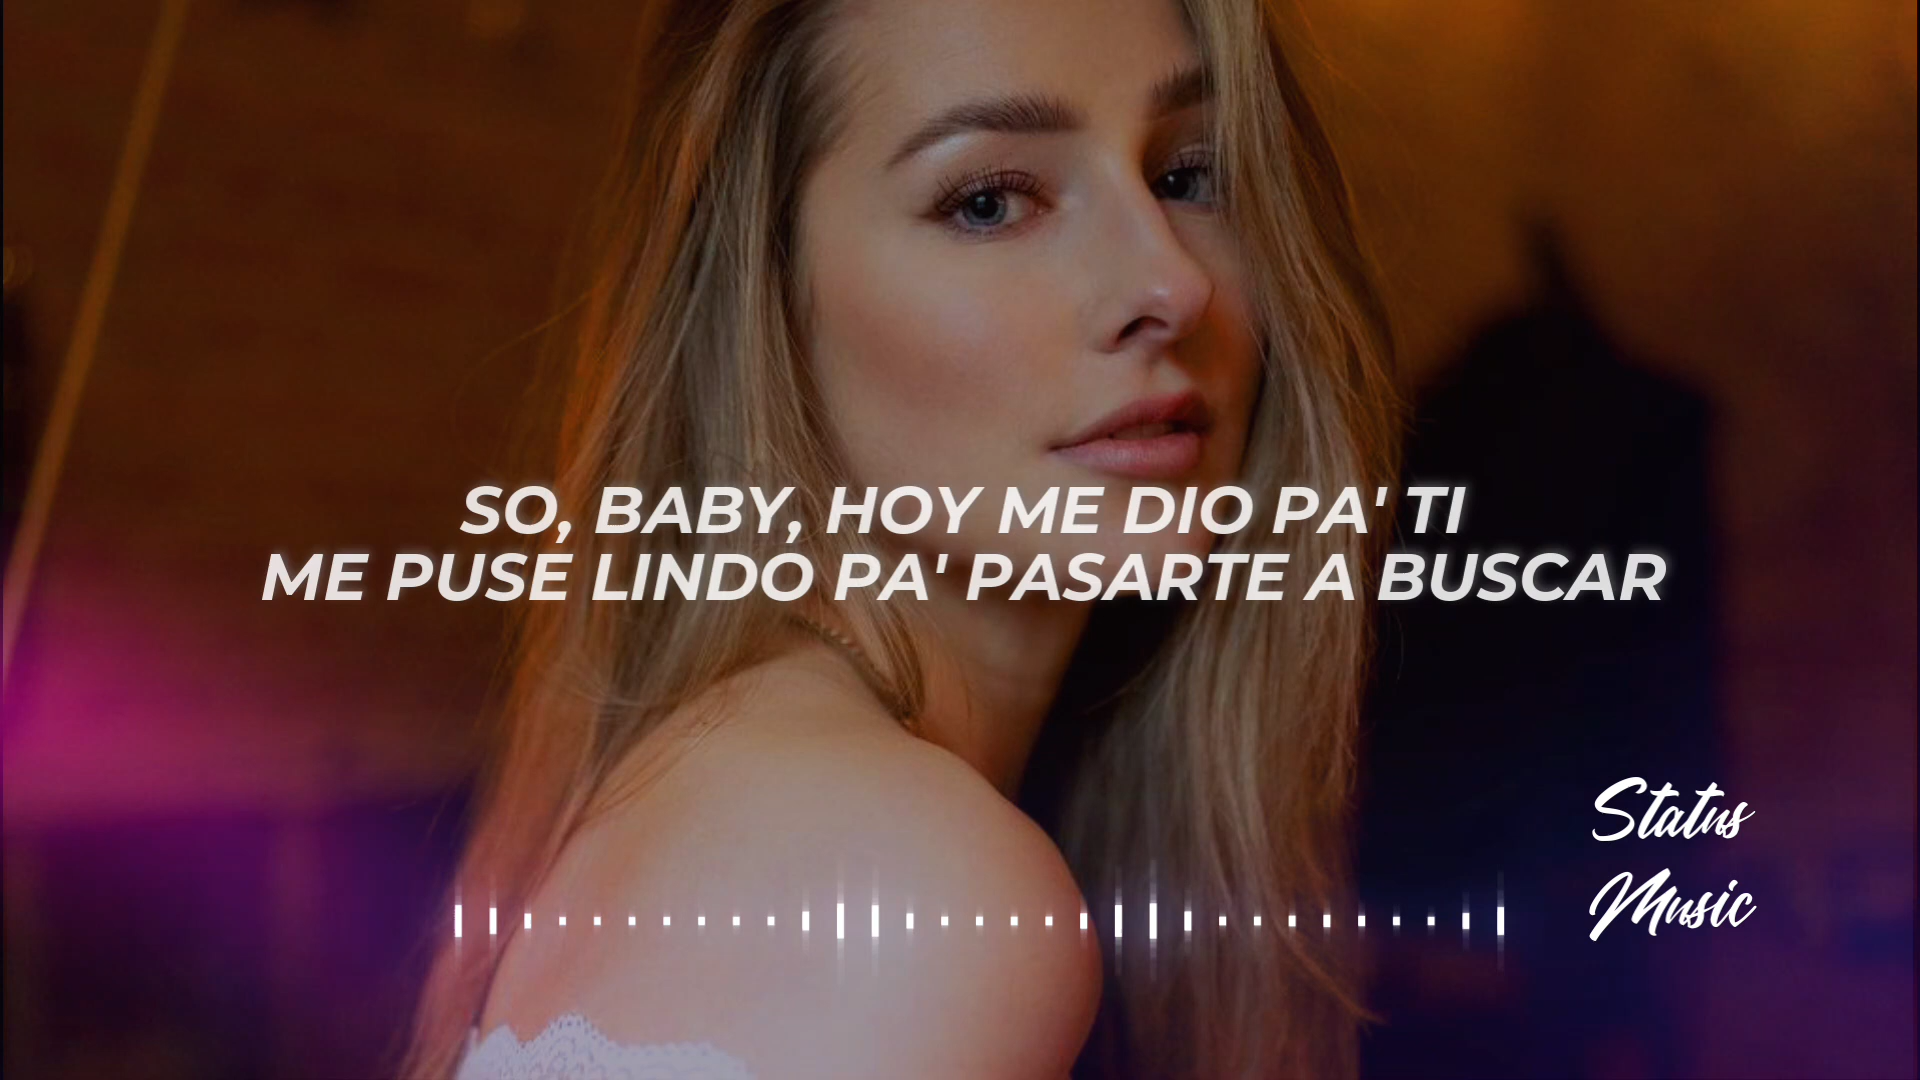 SO, BABY, HOY ME DIO PA' TI
ME PUSE LINDO PA' PASARTE A BUSCAR
Status
Music